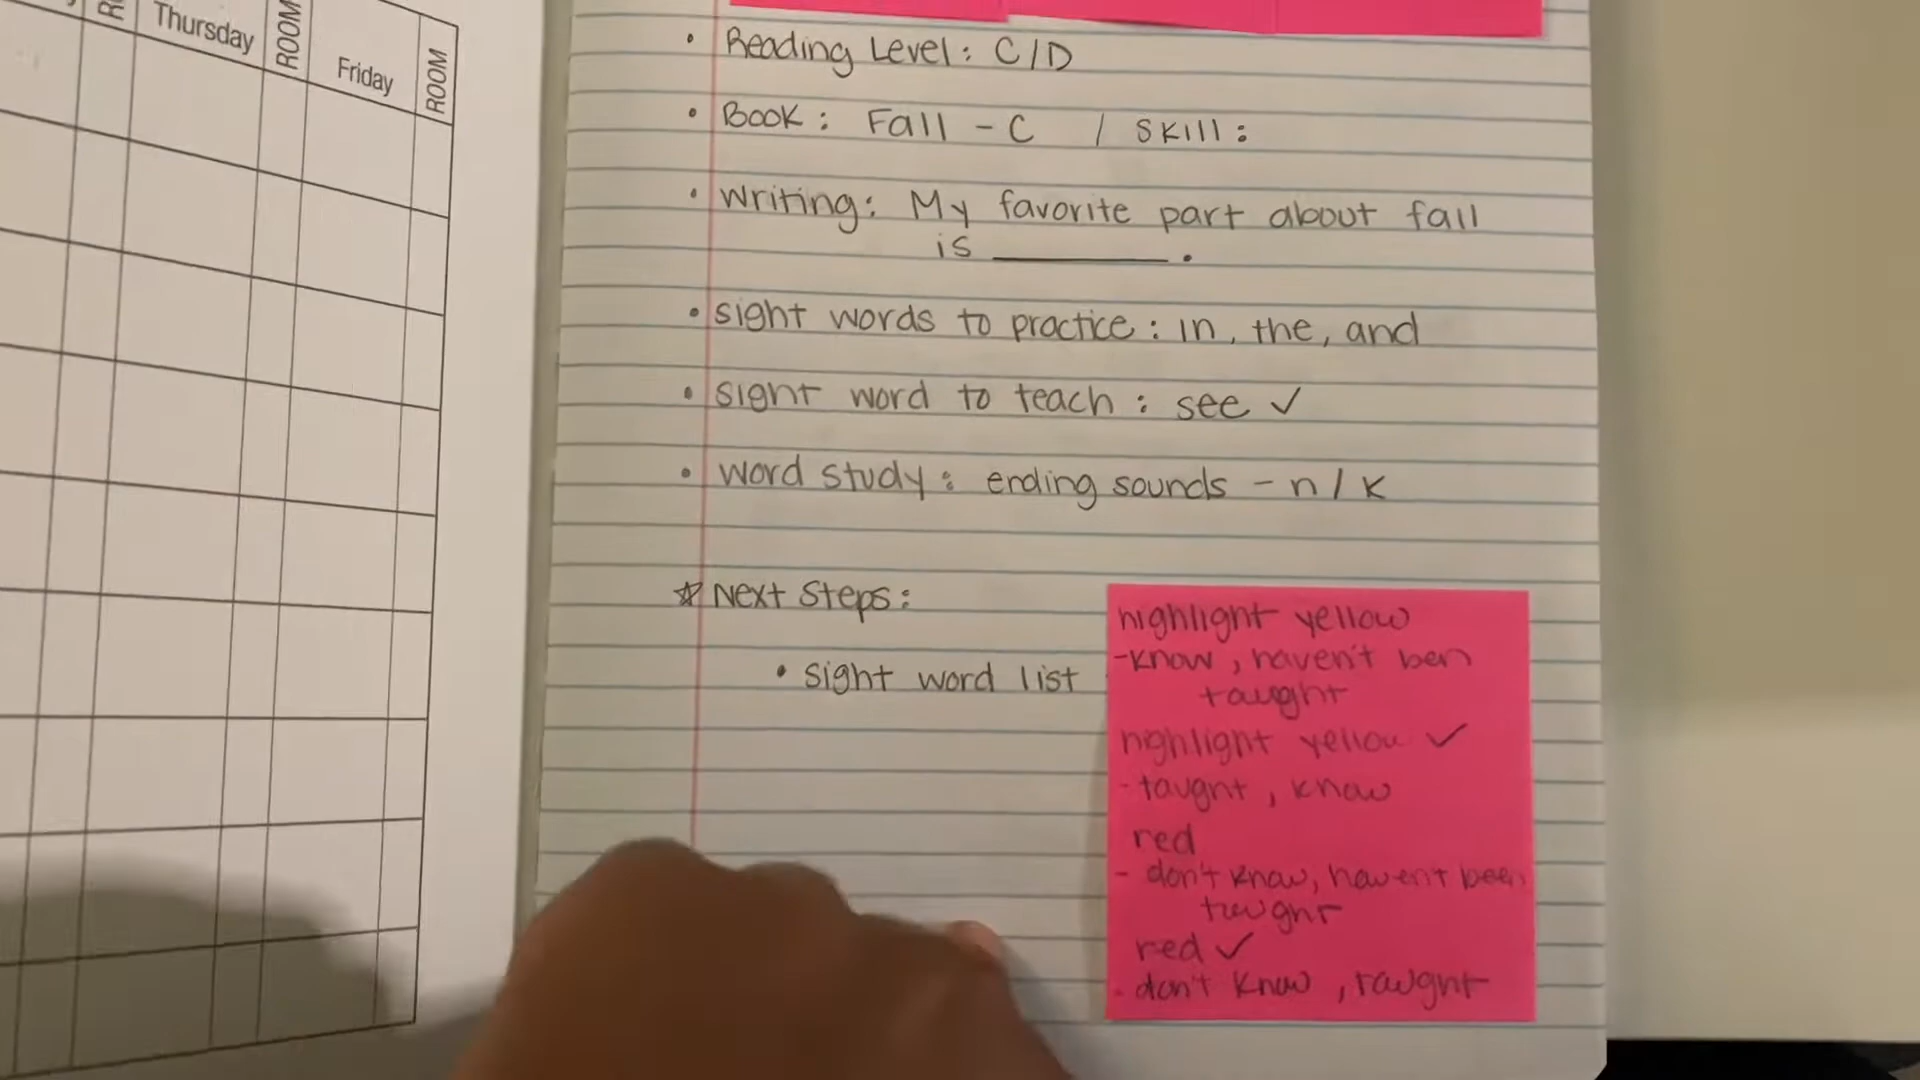 Thursday
ROOM
Friday
ROOM
• Reading Level: C/D
• Book: Fall - C / Skill:
• Writing: My favorite part about fall
is ________.
• sight words to practice: in, the, and
• sight word to teach: see ✓
• word study: ending sounds - n/k
☆ Next Steps:
• sight word list
highlight yellow
- know, haven't ben
taught
highlight yellow ✓
- taught, know
red
- don't know, haven't been
taught
red ✓
- don't know, taught